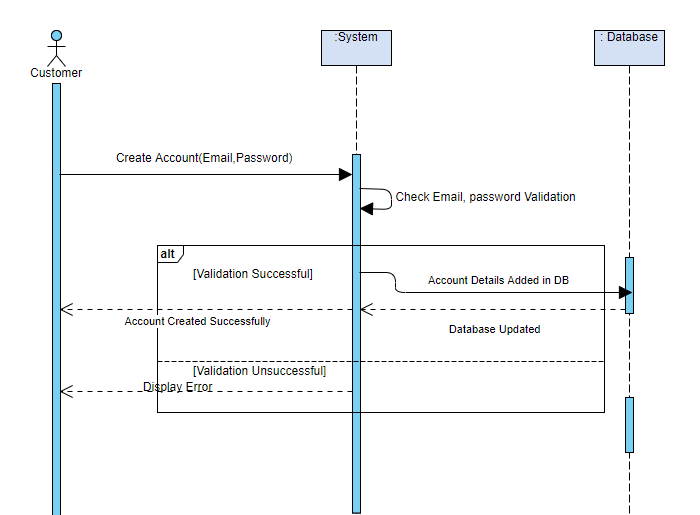 :System
: Database
Customer
Create Account(Email,Password)
Check Email, password Validation
alt
[Validation Successful]
Account Details Added in DB
Account Created Successfully
Database Updated
[Validation Unsuccessful]
Display Error